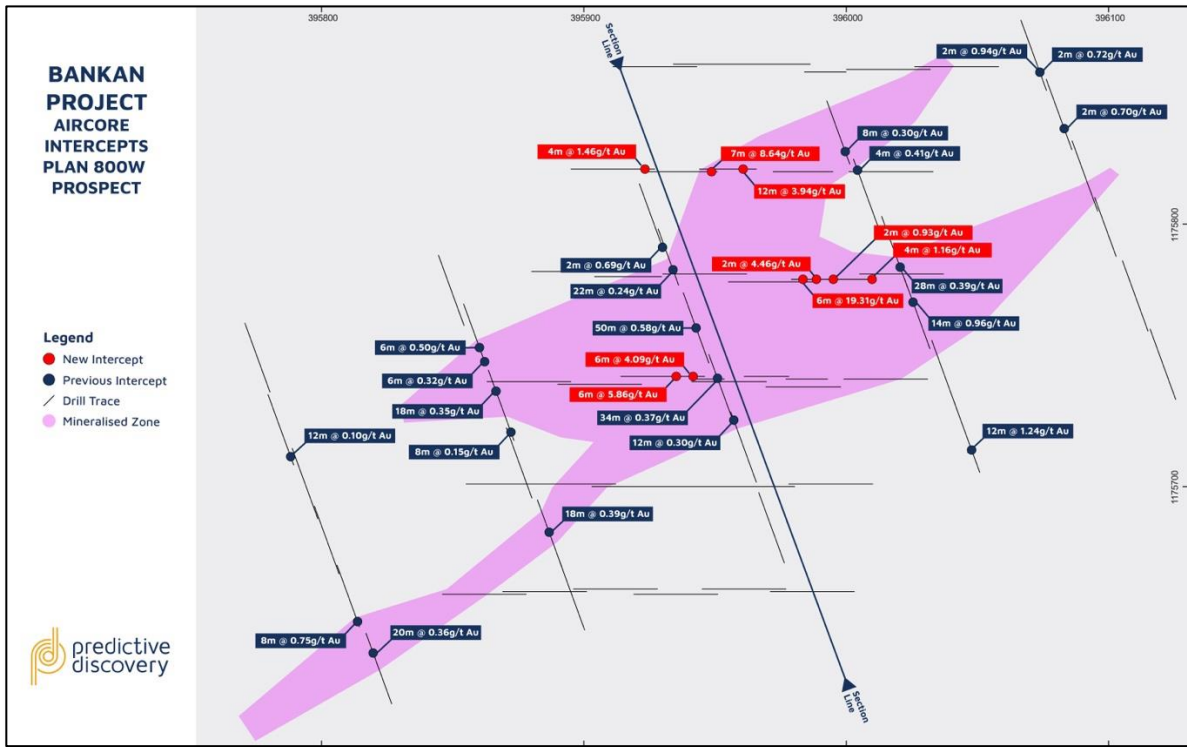 395800
395900
396000
396100
BANKAN
PROJECT
AIRCORE
INTERCEPTS
PLAN 800W
PROSPECT
Section
Line
2m @ 0.94g/t Au
2m @ 0.72g/t Au
2m @ 0.70g/t Au
8m @ 0.30g/t Au
4m @ 1.46g/t Au
7m @ 8.64g/t Au
4m @ 0.41g/t Au
12m @ 3.94g/t Au
1175800
2m @ 0.93g/t Au
4m @ 1.16g/t Au
2m @ 0.69g/t Au
2m @ 4.46g/t Au
22m @ 0.24g/t Au
28m @ 0.39g/t Au
6m @ 19.31g/t Au
14m @ 0.96g/t Au
50m @ 0.58g/t Au
Legend
New Intercept
Previous Intercept
Drill Trace
Mineralised Zone
6m @ 0.50g/t Au
6m @ 4.09g/t Au
6m @ 0.32g/t Au
6m @ 5.86g/t Au
18m @ 0.35g/t Au
34m @ 0.37g/t Au
12m @ 0.10g/t Au
12m @ 0.30g/t Au
12m @ 1.24g/t Au
8m @ 0.15g/t Au
1175700
18m @ 0.39g/t Au
8m @ 0.75g/t Au
20m @ 0.36g/t Au
predictive
discovery
Section
Line